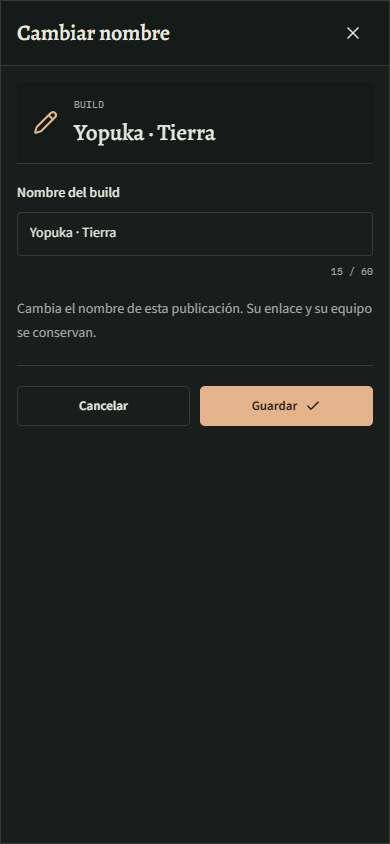 Cambiar nombre
BUILD
Yopuka · Tierra
Nombre del build
Yopuka · Tierra
15 / 60
Cambia el nombre de esta publicación. Su enlace y su equipo
se conservan.
Cancelar
Guardar